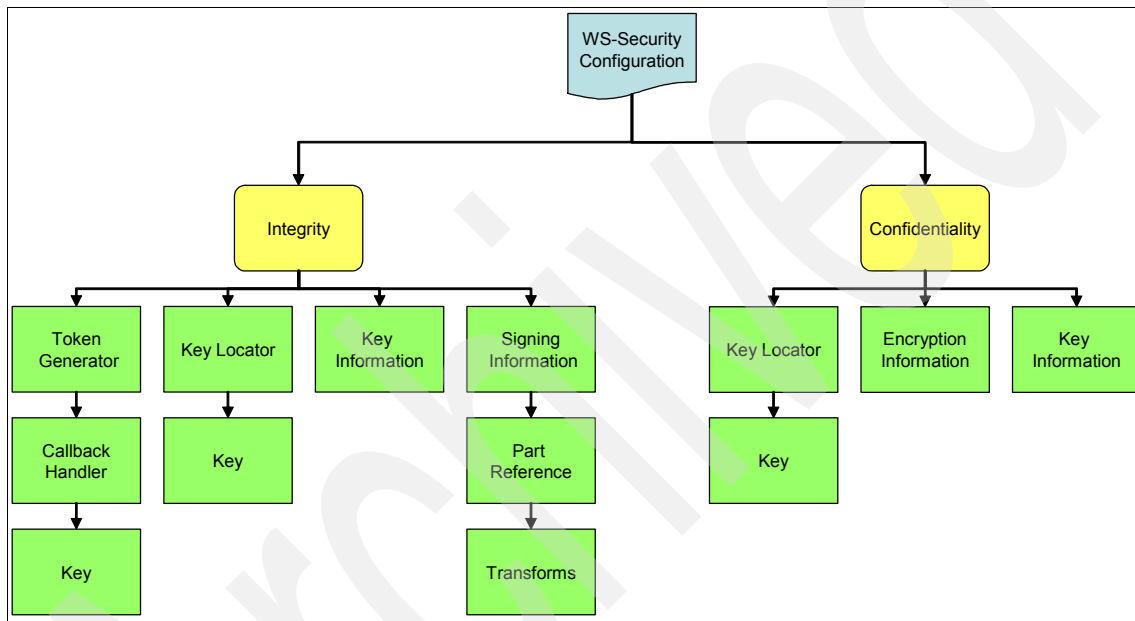 WS-Security
Configuration
Integrity
Confidentiality
Token
Generator
Key Locator
Key
Information
Signing
Information
Key Locator
Encryption
Information
Key
Information
Callback
Handler
Key
Part
Reference
Key
Key
Transforms